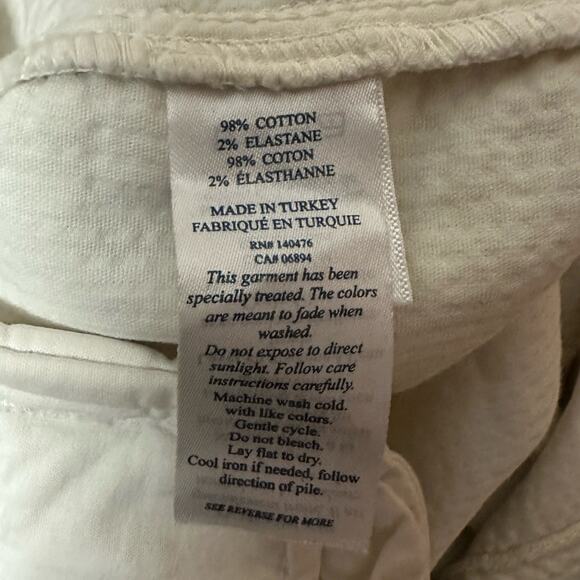 98% COTTON
2% ELASTANE
98% COTON
2% ÉLASTHANNE
MADE IN TURKEY
FABRIQUÉ EN TURQUIE
RN# 140476
CA# 06894
This garment has been
specially treated. The colors
are meant to fade when
washed.
Do not expose to direct
sunlight. Follow care
instructions carefully.
Machine wash cold.
with like colors.
Gentle cycle.
Do not bleach.
Lay flat to dry.
Cool iron if needed, follow
direction of pile.
SEE REVERSE FOR MORE